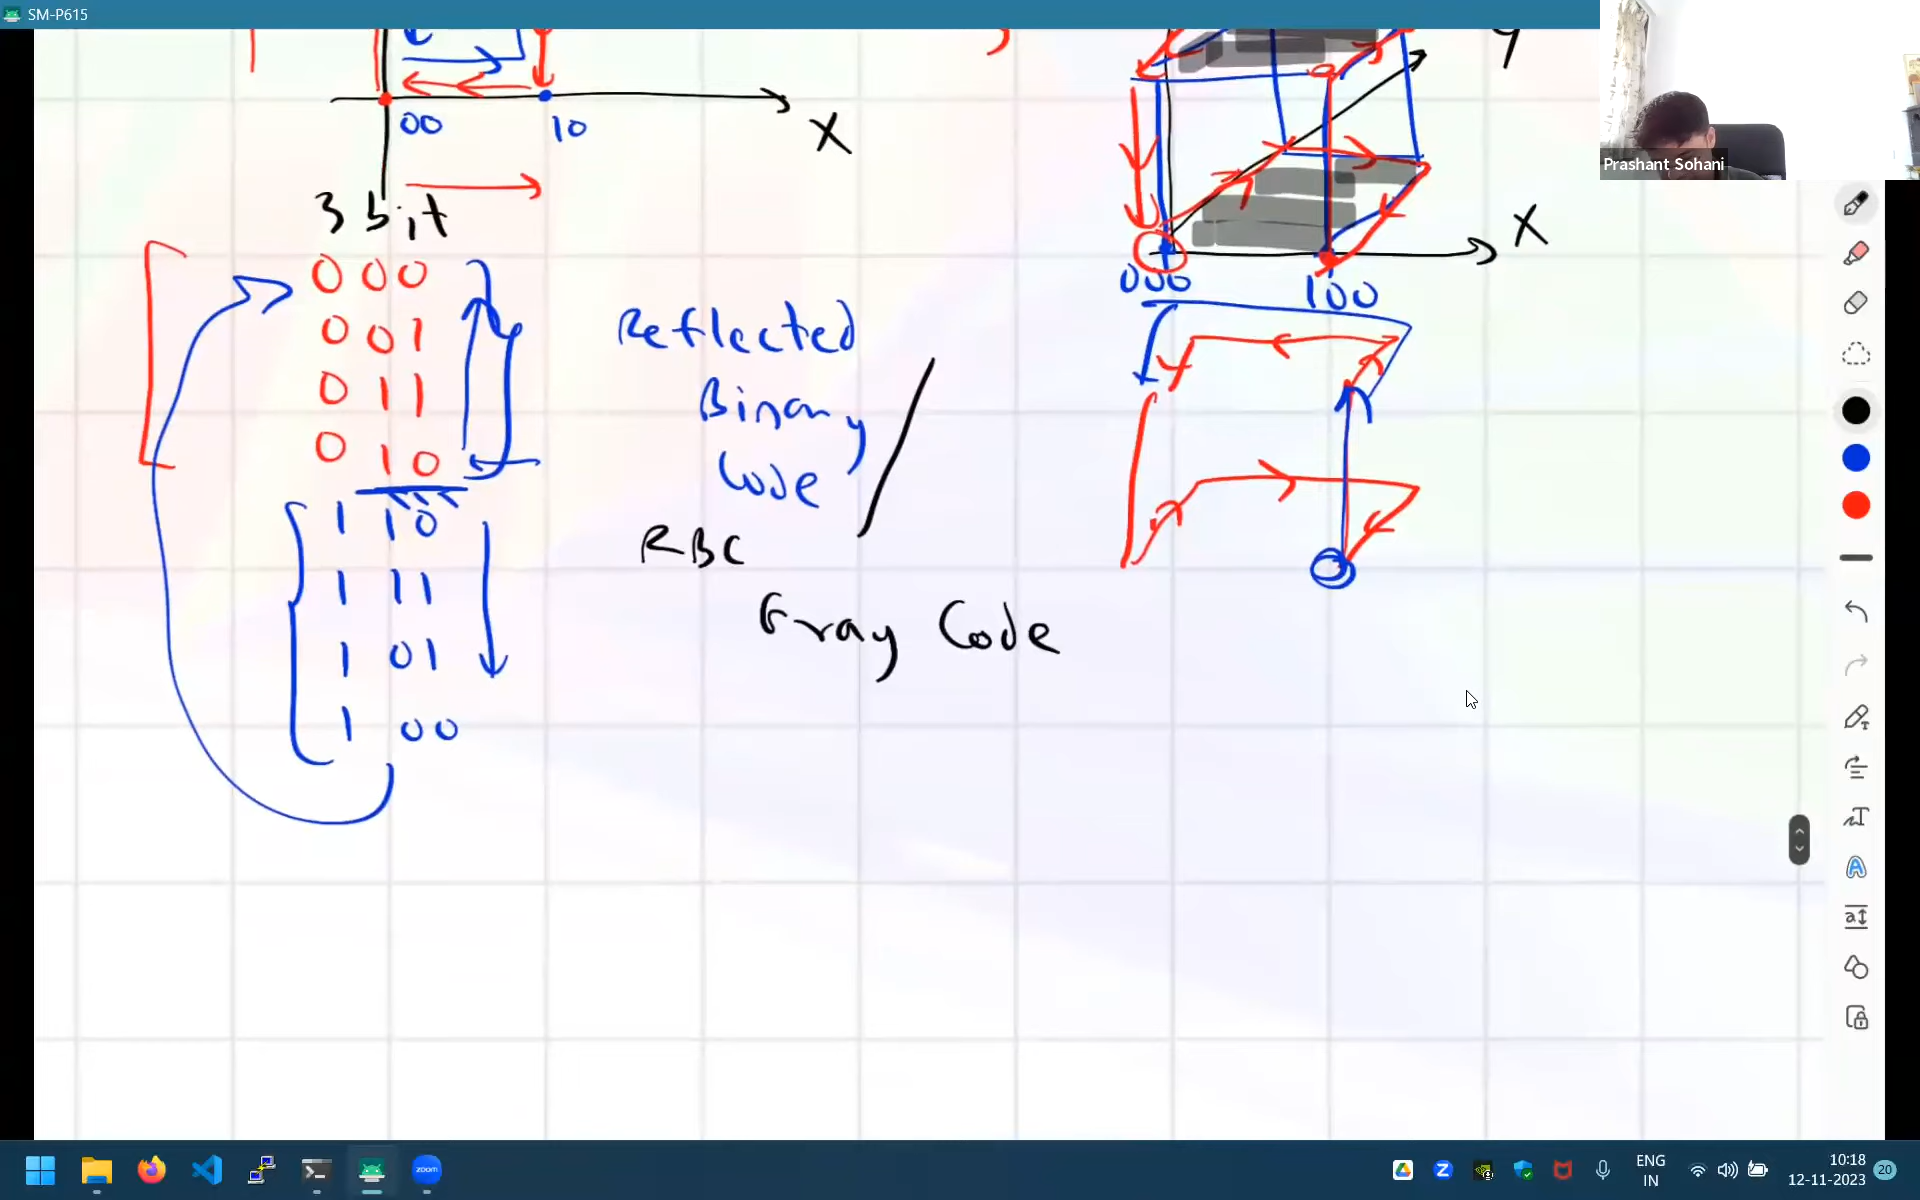 SM-P615
Prashant Sohani
00
10
X
Y
3 bit
000
001
011
010
110
111
101
100
Reflected
Binary
Code
RBC
Gray Code
X
000
100
ENG
IN
10:18
12-11-2023
20
zoom